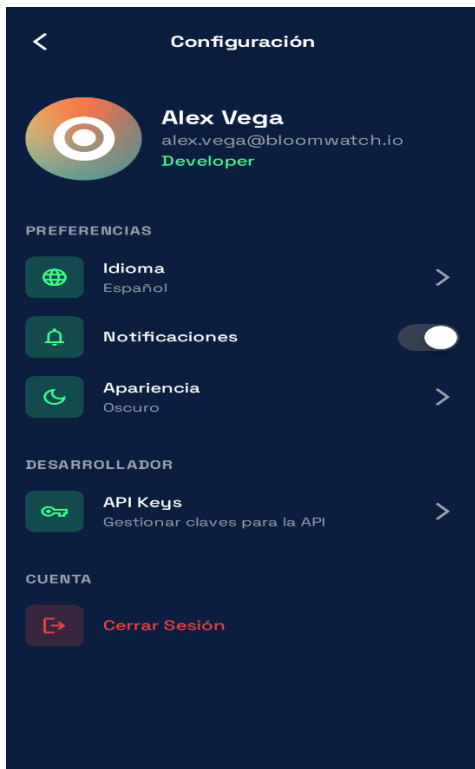 Configuración
Alex Vega
alex.vega@bloomwatch.io
Developer
PREFERENCIAS
Idioma
Español
Notificaciones
Apariencia
Oscuro
DESARROLLADOR
API Keys
Gestionar claves para la API
CUENTA
Cerrar Sesión